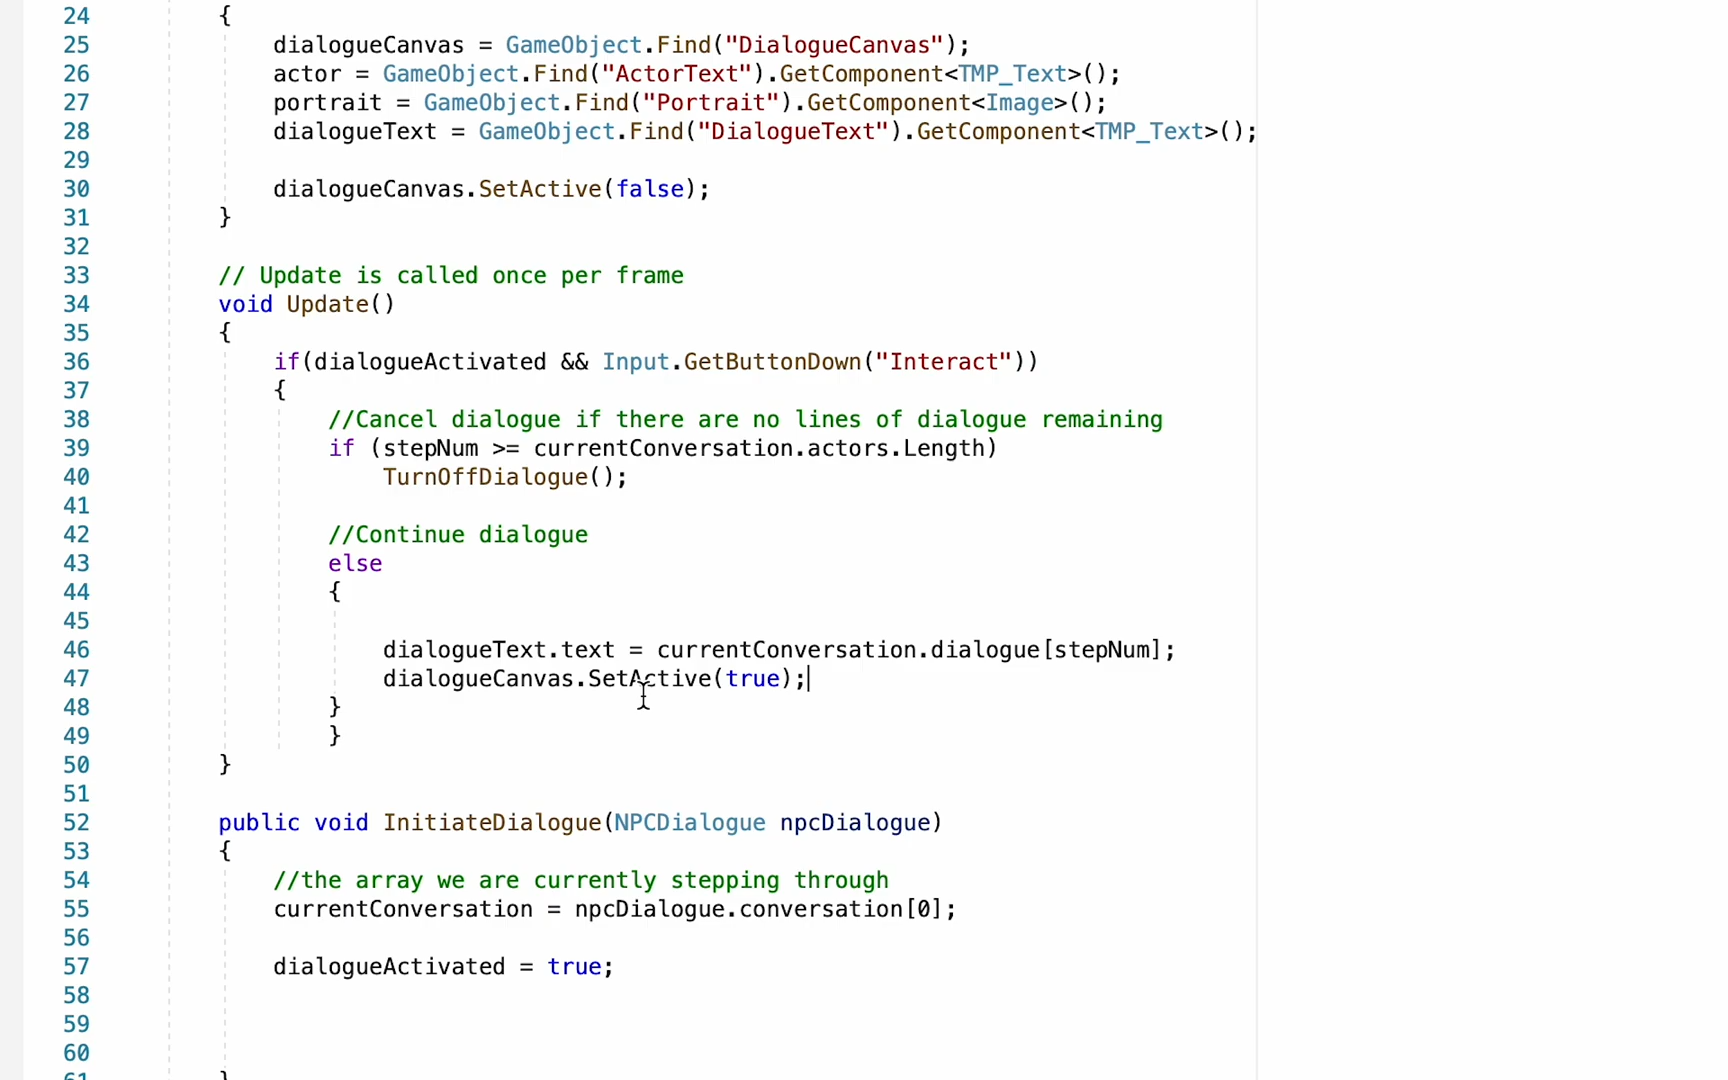 24 {
25 dialogueCanvas = GameObject.Find("DialogueCanvas");
26 actor = GameObject.Find("ActorText").GetComponent<TMP_Text>();
27 portrait = GameObject.Find("Portrait").GetComponent<Image>();
28 dialogueText = GameObject.Find("DialogueText").GetComponent<TMP_Text>();
29
30 dialogueCanvas.SetActive(false);
31 }
32
33 // Update is called once per frame
34 void Update()
35 {
36 if(dialogueActivated && Input.GetButtonDown("Interact"))
37 {
38 //Cancel dialogue if there are no lines of dialogue remaining
39 if (stepNum >= currentConversation.actors.Length)
40 TurnOffDialogue();
41
42 //Continue dialogue
43 else
44 {
45
46 dialogueText.text = currentConversation.dialogue[stepNum];
47 dialogueCanvas.SetActive(true);
48 }
49 }
50 }
51
52 public void InitiateDialogue(NPCDialogue npcDialogue)
53 {
54 //the array we are currently stepping through
55 currentConversation = npcDialogue.conversation[0];
56
57 dialogueActivated = true;
58
59
60
61 }